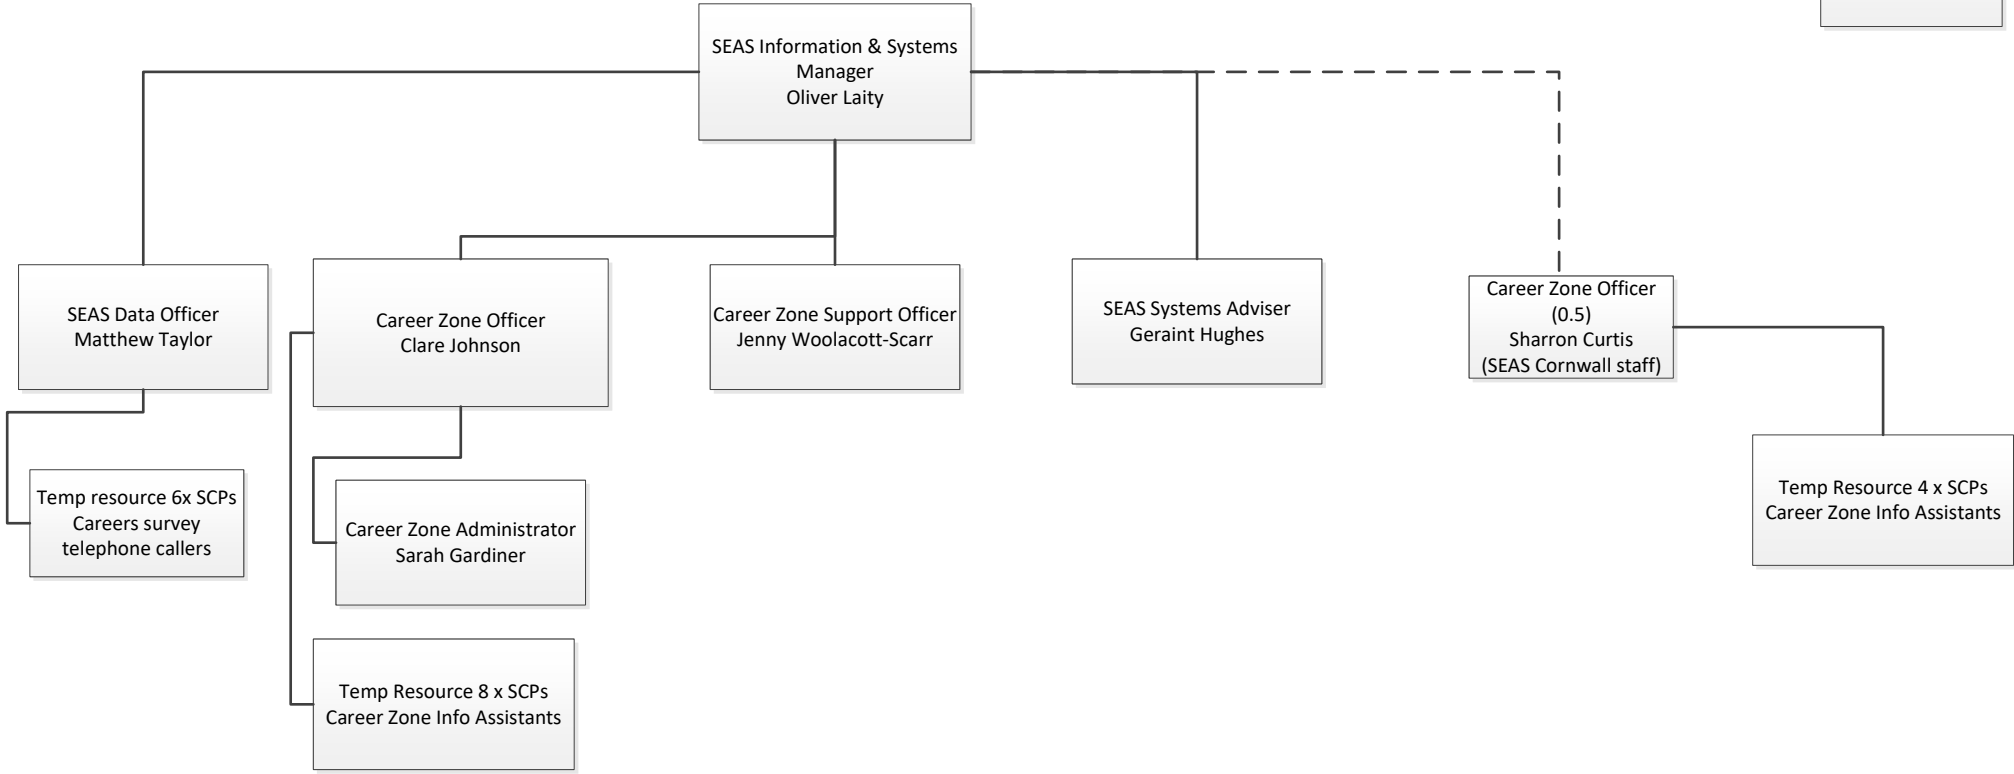 SEAS Information & Systems
Manager
Oliver Laity
SEAS Data Officer
Matthew Taylor
Career Zone Officer
Clare Johnson
Career Zone Support Officer
Jenny Woolacott-Scarr
SEAS Systems Adviser
Geraint Hughes
Career Zone Officer
(0.5)
Sharron Curtis
(SEAS Cornwall staff)
Temp resource 6x SCPs
Careers survey
telephone callers
Career Zone Administrator
Sarah Gardiner
Temp Resource 4 x SCPs
Career Zone Info Assistants
Temp Resource 8 x SCPs
Career Zone Info Assistants